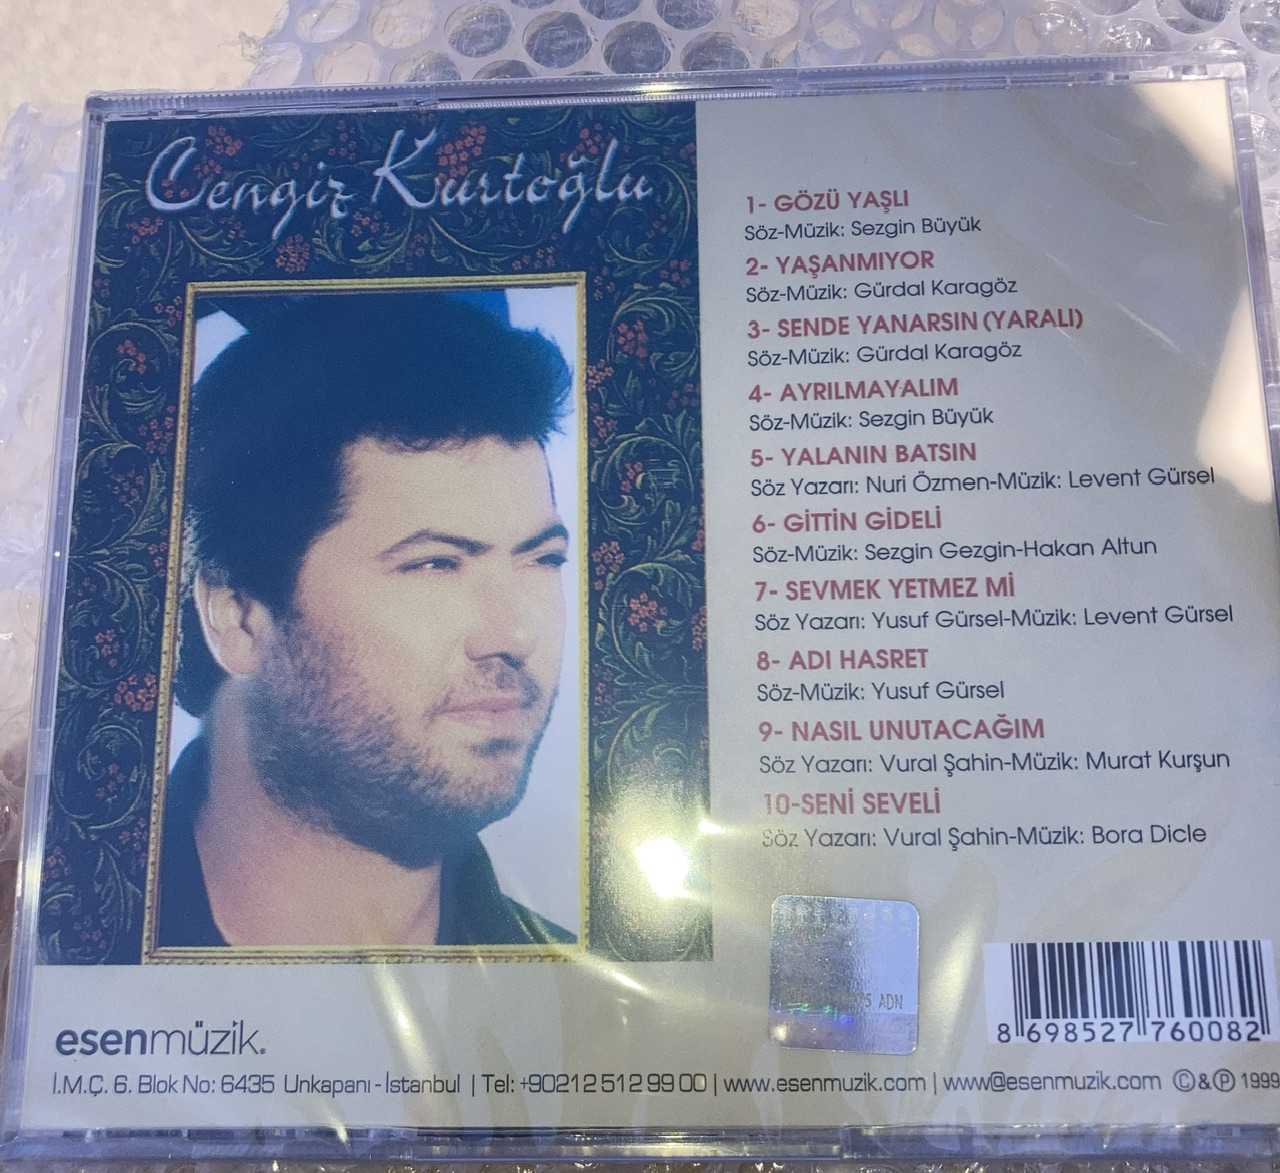 Cengiz Kurtoğlu
1- GÖZÜ YAŞLI
Söz-Müzik: Sezgin Büyük
2- YAŞANMIYOR
Söz-Müzik: Gürdal Karagöz
3- SENDE YANARSIN (YARALI)
Söz-Müzik: Gürdal Karagöz
4- AYRILMAYALIM
Söz-Müzik: Sezgin Büyük
5- YALANIN BATSIN
Söz Yazarı: Nuri Özmen-Müzik: Levent Gürsel
6- GİTTİN GİDELİ
Söz-Müzik: Sezgin Gezgin-Hakan Altun
7- SEVMEK YETMEZ Mİ
Söz Yazarı: Yusuf Gürsel-Müzik: Levent Gürsel
8- ADI HASRET
Söz-Müzik: Yusuf Gürsel
9- NASIL UNUTACAĞIM
Söz Yazarı: Vural Şahin-Müzik: Murat Kurşun
10-SENİ SEVELİ
Söz Yazarı: Vural Şahin-Müzik: Bora Dicle
ADN
8 698527 760082
esenmüzik.
İ.M.Ç. 6. Blok No: 6435 Unkapanı - İstanbul | Tel: +90212 512 99 00 | www.esenmuzik.com | www@esenmuzik.com ©&℗ 1999